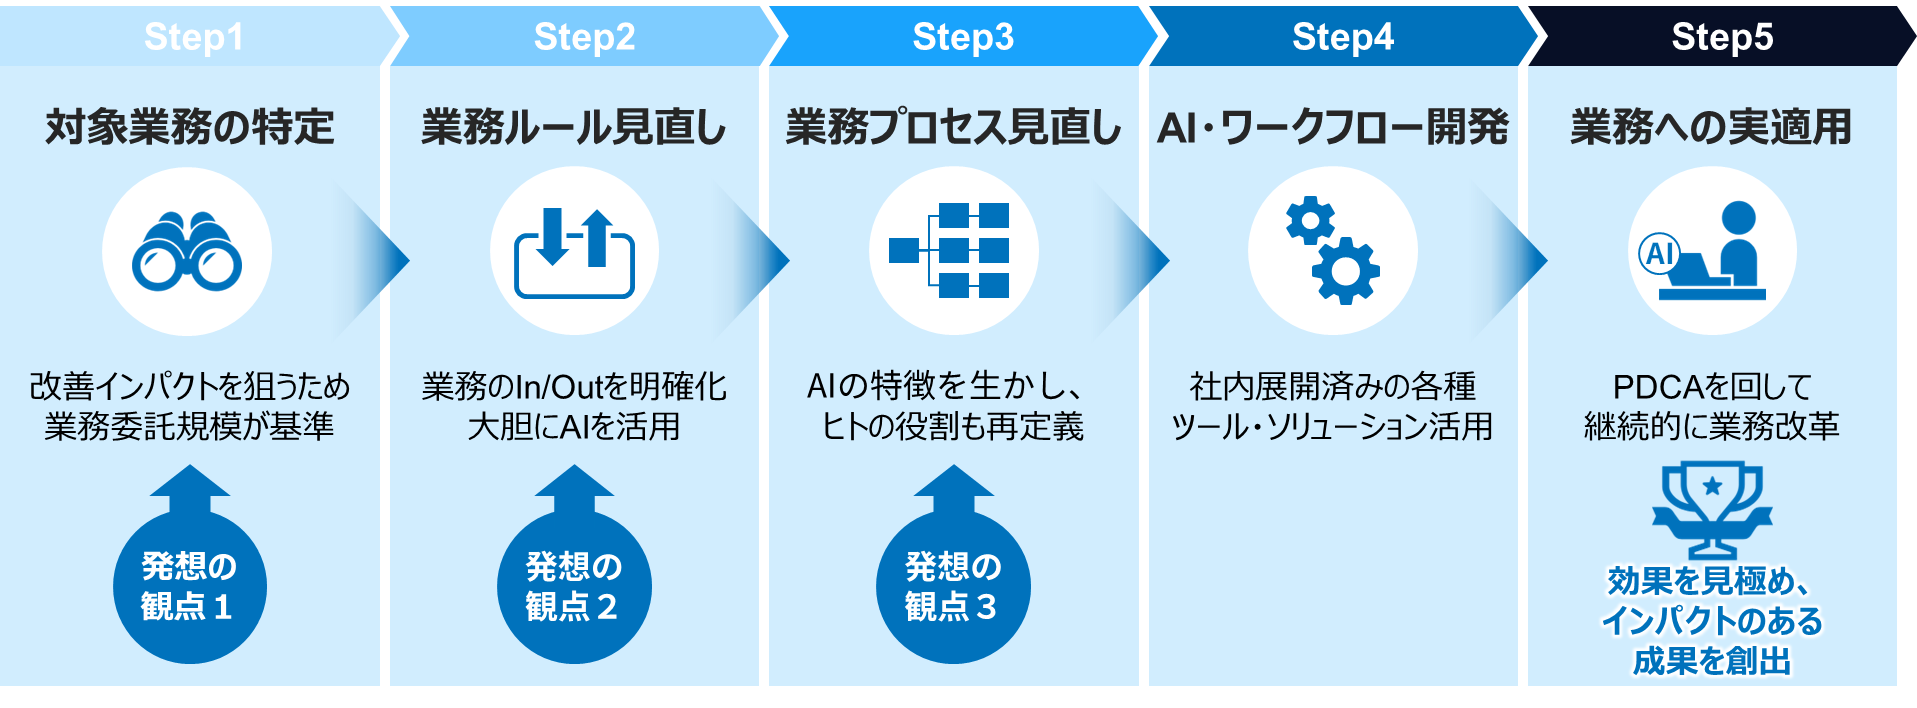 Step1
対象業務の特定
改善インパクトを狙うため
業務委託規模が基準
発想の
観点1
Step2
業務ルール見直し
業務のIn/Outを明確化
大胆にAIを活用
発想の
観点2
Step3
業務プロセス見直し
AIの特徴を生かし、
ヒトの役割も再定義
発想の
観点3
Step4
AI・ワークフロー開発
社内展開済みの各種
ツール・ソリューション活用
Step5
業務への実適用
AI
PDCAを回して
継続的に業務改革
効果を見極め、
インパクトのある
成果を創出